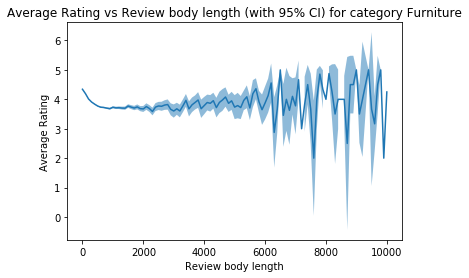 Average Rating vs Review body length (with 95% CI) for category Furniture
6
5
4
3
2
1
0
Average Rating
0 2000 4000 6000 8000 10000
Review body length